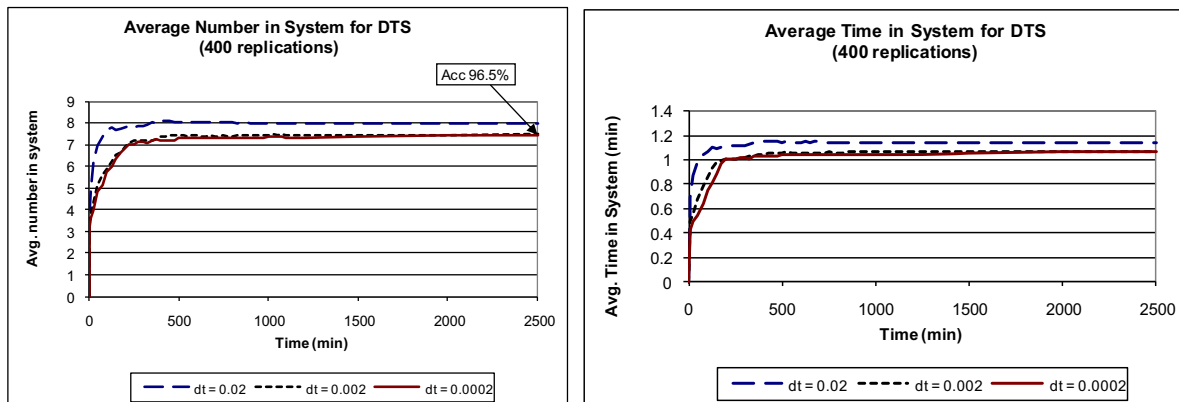 Average Number in System for DTS
(400 replications)
Acc 96.5%
Avg. number in system
9
8
7
6
5
4
3
2
1
0
0 500 1000 1500 2000 2500
Time (min)
dt = 0.02 dt = 0.002 dt = 0.0002
Average Time in System for DTS
(400 replications)
Avg. Time in System (min)
1.4
1.2
1
0.8
0.6
0.4
0.2
0
0 500 1000 1500 2000 2500
Time (min)
dt = 0.02 dt = 0.002 dt = 0.0002